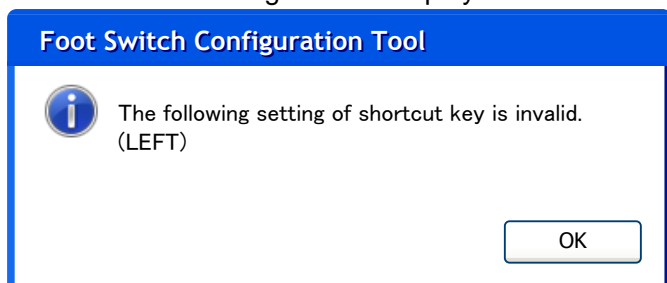 Foot Switch Configuration Tool
The following setting of shortcut key is invalid.
(LEFT)
OK